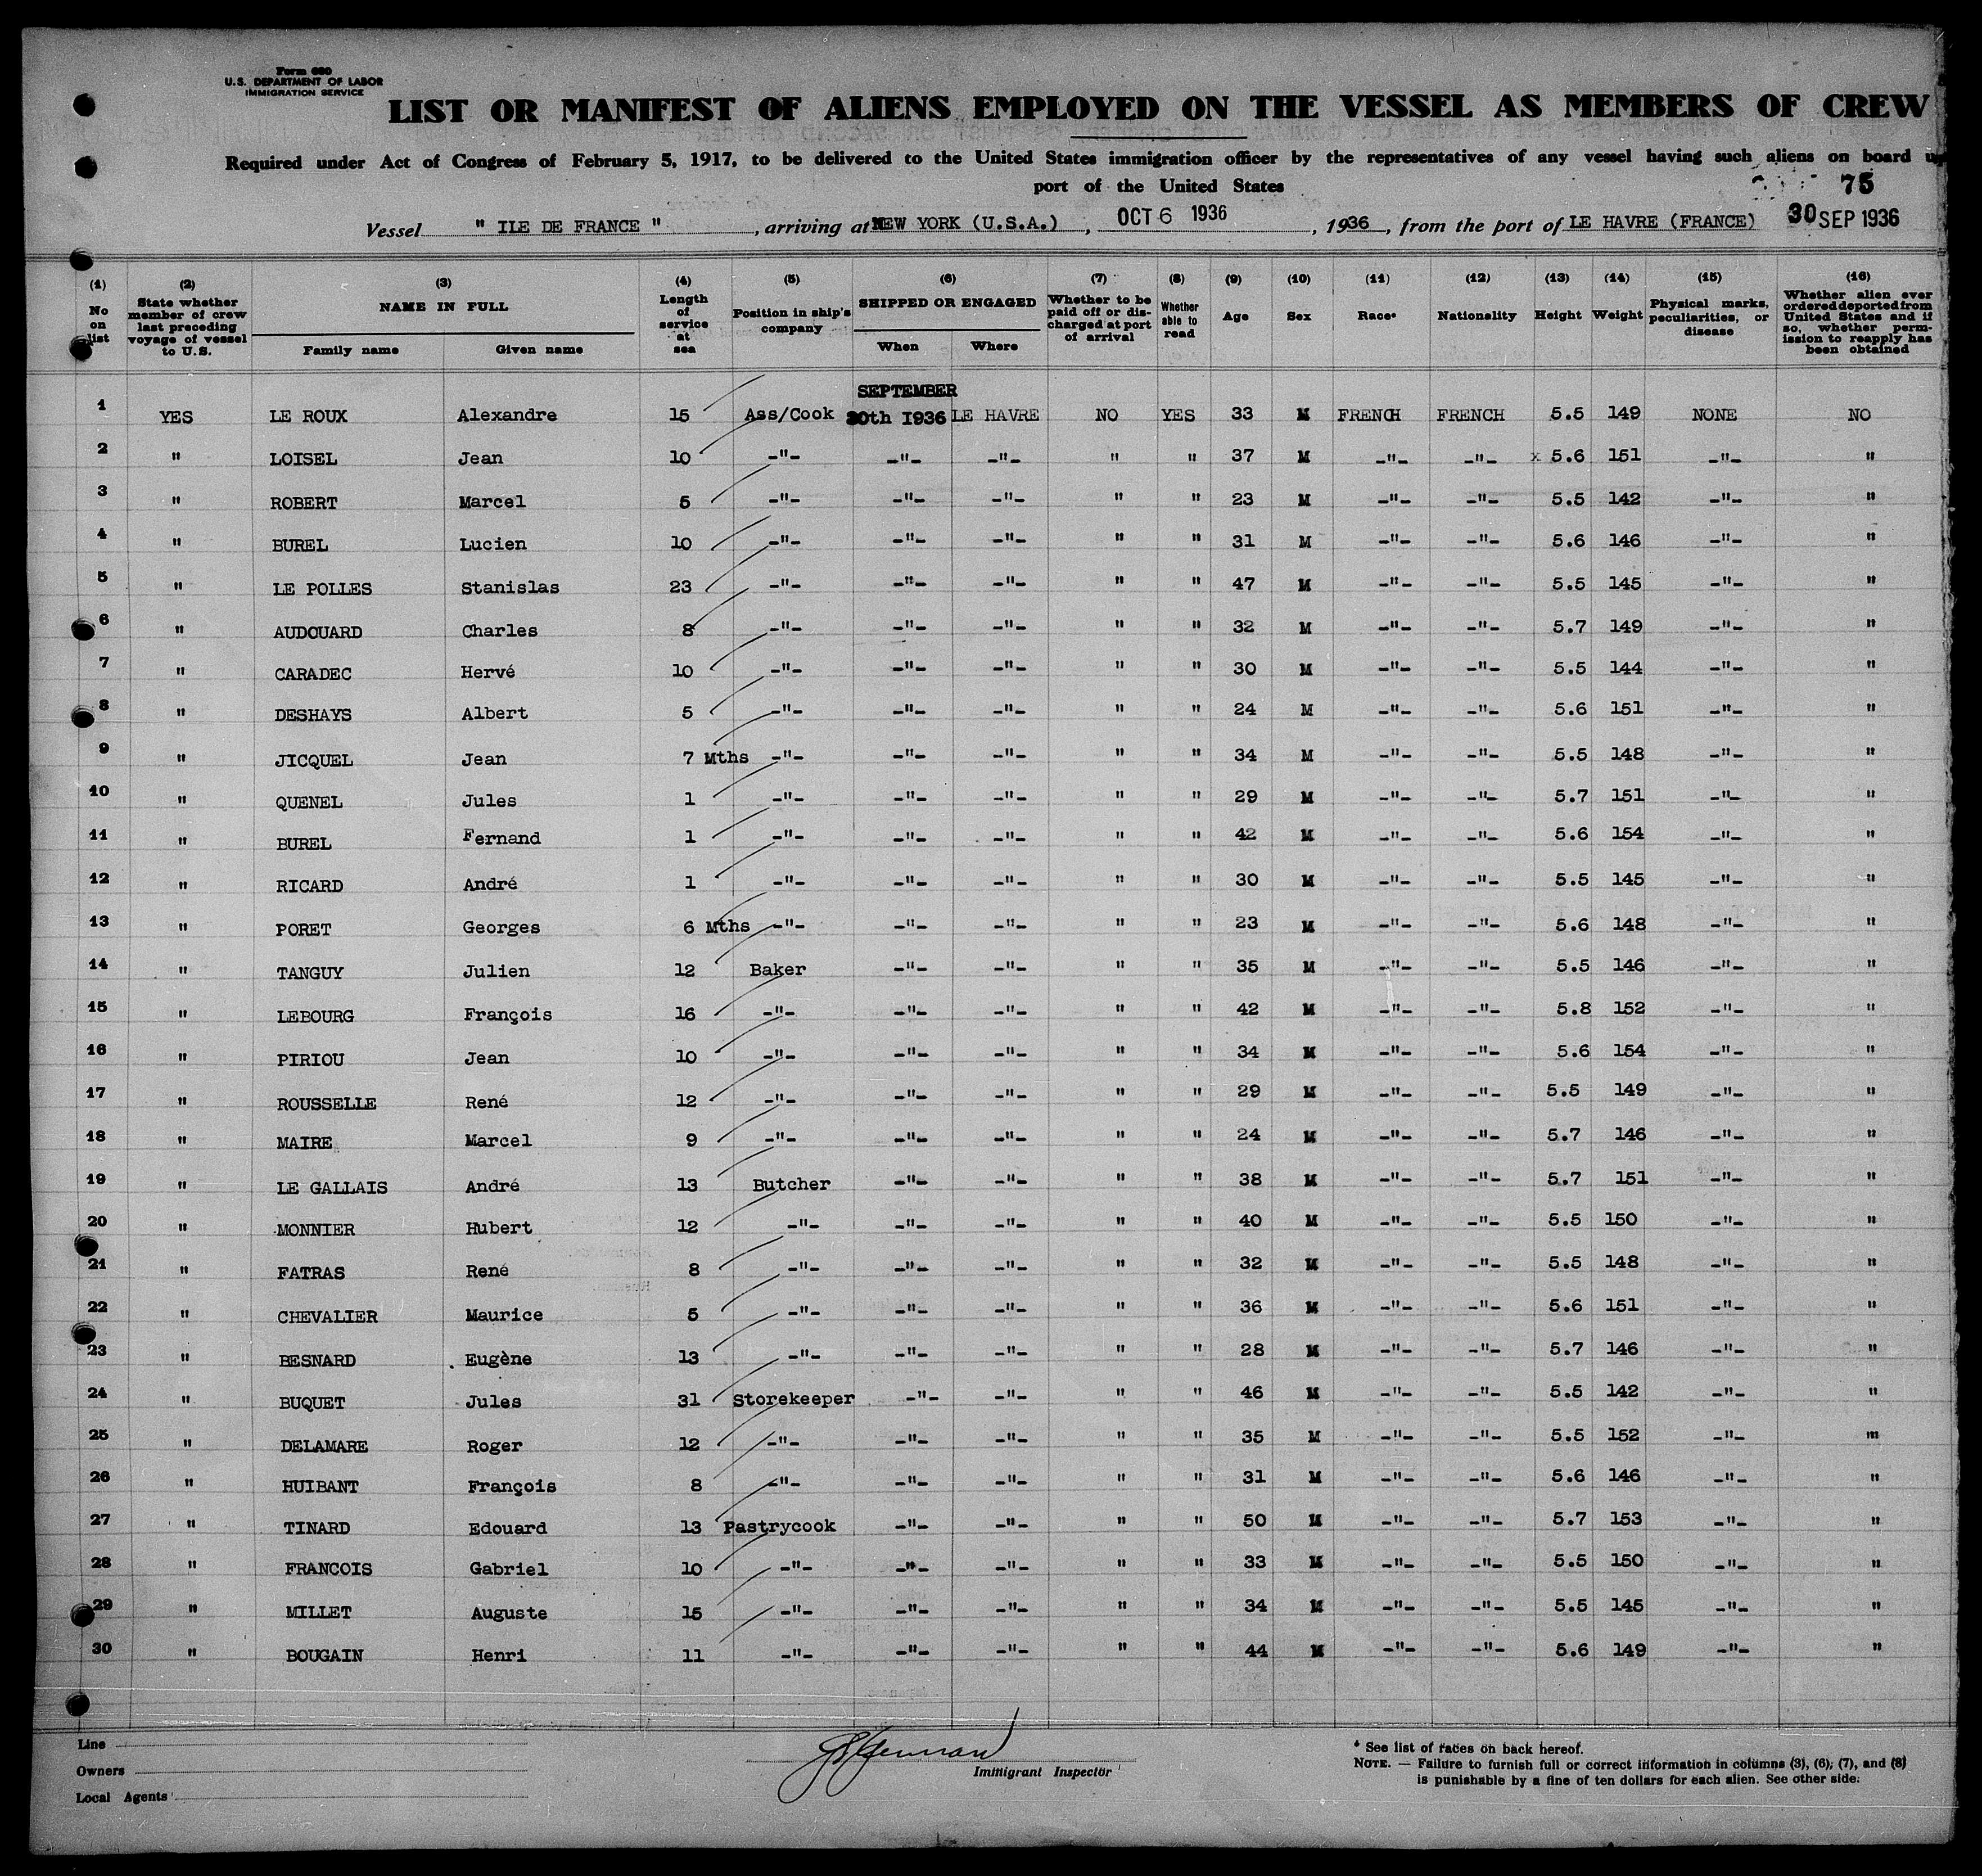 Form 680
U.S. DEPARTMENT OF LABOR
IMMIGRATION SERVICE
LIST OR MANIFEST OF ALIENS EMPLOYED ON THE VESSEL AS MEMBERS OF CREW
Required under Act of Congress of February 5, 1917, to be delivered to the United States immigration officer by the representatives of any vessel having such aliens on board
port of the United States
75
Vessel " ILE DE FRANCE ", arriving at NEW YORK (U.S.A.), OCT 6 1936, 1936, from the port of LE HAVRE (FRANCE) 30 SEP 1936
(1) No on list (2) State whether member of crew last preceding voyage of vessel to U.S. (3) NAME IN FULL Family name Given name (4) Length of service at sea (5) Position in ship's company (6) SHIPPED OR ENGAGED When Where (7) Whether to be paid off or discharged at port of arrival (8) Whether able to read (9) Age (10) Sex (11) Race* (12) Nationality (13) Height (14) Weight (15) Physical marks, peculiarities, or disease (16) Whether alien ever ordered deported from United States and if so, whether permission to reapply has been obtained
SEPTEMBER
1 YES LE ROUX Alexandre 15 Ass/Cook 30th 1936 LE HAVRE NO YES 33 M FRENCH FRENCH 5.5 149 NONE NO
2 " LOISEL Jean 10 -"- -"- -"- " " 37 M -"- -"- x 5.6 151 -"- "
3 " ROBERT Marcel 5 -"- -"- -"- " " 23 M -"- -"- 5.5 142 -"- "
4 " BUREL Lucien 10 -"- -"- -"- " " 31 M -"- -"- 5.6 146 -"- "
5 " LE POLLES Stanislas 23 -"- -"- -"- " " 47 M -"- -"- 5.5 145 -"- "
6 " AUDOUARD Charles 8 -"- -"- -"- " " 32 M -"- -"- 5.7 149 -"- "
7 " CARADEC Hervé 10 -"- -"- -"- " " 30 M -"- -"- 5.5 144 -"- "
8 " DESHAYS Albert 5 -"- -"- -"- " " 24 M -"- -"- 5.6 151 -"- "
9 " JICQUEL Jean 7 Mths -"- -"- -"- " " 34 M -"- -"- 5.5 148 -"- "
10 " QUENEL Jules 1 -"- -"- -"- " " 29 M -"- -"- 5.7 151 -"- "
11 " BUREL Fernand 1 -"- -"- -"- " " 42 M -"- -"- 5.6 154 -"- "
12 " RICARD André 1 -"- -"- -"- " " 30 M -"- -"- 5.5 145 -"- "
13 " PORET Georges 6 Mths -"- -"- -"- " " 23 M -"- -"- 5.6 148 -"- "
14 " TANGUY Julien 12 Baker -"- -"- " " 35 M -"- -"- 5.5 146 -"- "
15 " LEBOURG François 16 -"- -"- -"- " " 42 M -"- -"- 5.8 152 -"- "
16 " PIRIOU Jean 10 -"- -"- -"- " " 34 M -"- -"- 5.6 154 -"- "
17 " ROUSSELLE René 12 -"- -"- -"- " " 29 M -"- -"- 5.5 149 -"- "
18 " MAIRE Marcel 9 -"- -"- -"- " " 24 M -"- -"- 5.7 146 -"- "
19 " LE GALLAIS André 13 Butcher -"- -"- " " 38 M -"- -"- 5.7 151 -"- "
20 " MONNIER Hubert 12 -"- -"- -"- " " 40 M -"- -"- 5.5 150 -"- "
21 " FATRAS René 8 -"- -"- -"- " " 32 M -"- -"- 5.5 148 -"- "
22 " CHEVALIER Maurice 5 -"- -"- -"- " " 36 M -"- -"- 5.6 151 -"- "
23 " BESNARD Eugène 13 -"- -"- -"- " " 28 M -"- -"- 5.7 146 -"- "
24 " BUQUET Jules 31 Storekeeper -"- -"- " " 46 M -"- -"- 5.5 142 -"- "
25 " DELAMARE Roger 12 -"- -"- -"- " " 35 M -"- -"- 5.5 152 -"- "
26 " HUIBANT François 8 -"- -"- -"- " " 31 M -"- -"- 5.6 146 -"- "
27 " TINARD Edouard 13 Pastrycook -"- -"- " " 50 M -"- -"- 5.7 153 -"- "
28 " FRANCOIS Gabriel 10 -"- -"- -"- " " 33 M -"- -"- 5.5 150 -"- "
29 " MILLET Auguste 15 -"- -"- -"- " " 34 M -"- -"- 5.5 145 -"- "
30 " BOUGAIN Henri 11 -"- -"- -"- " " 44 M -"- -"- 5.6 149 -"- "
Line
Owners
Local Agents
Immigrant Inspector
* See list of races on back hereof.
NOTE. — Failure to furnish full or correct information in columns (3), (6), (7), and (8)
is punishable by a fine of ten dollars for each alien. See other side.